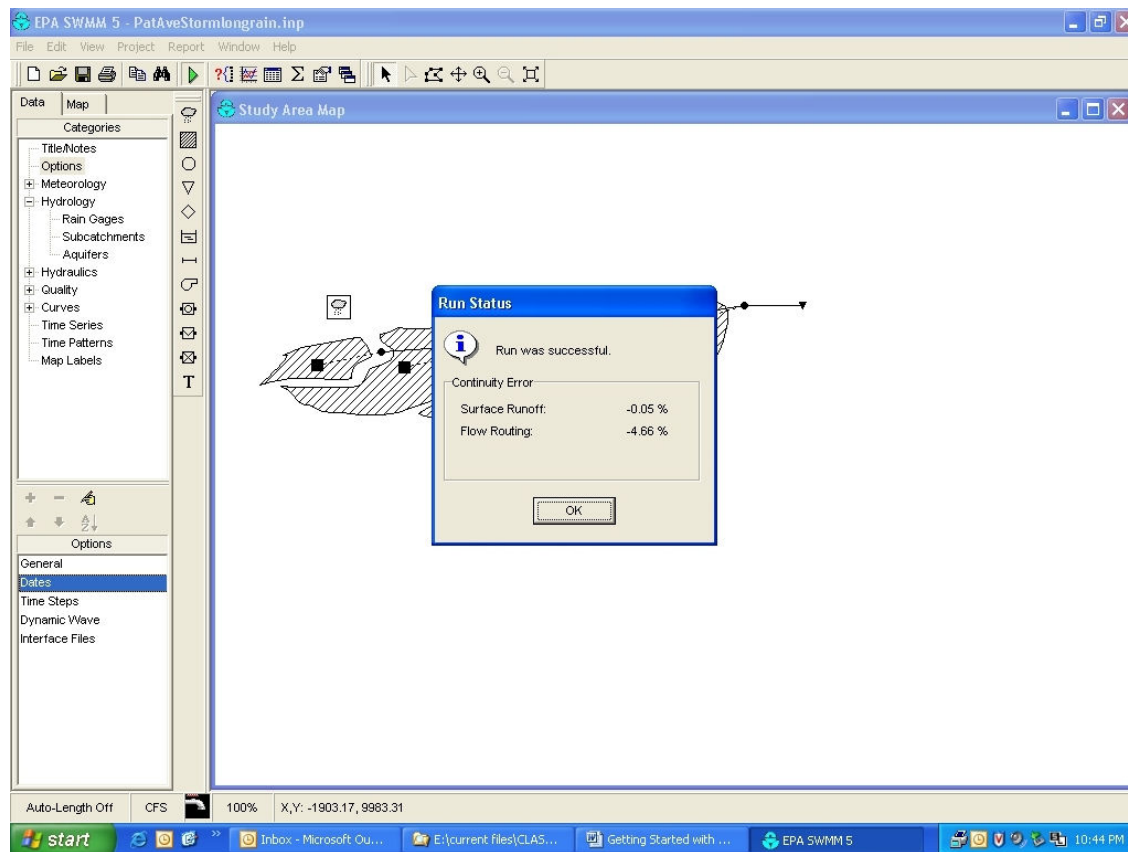 EPA SWMM 5 - PatAveStormlongrain.inp
File Edit View Project Report Window Help
Data Map
Categories
Title/Notes
Options
Meteorology
Hydrology
Rain Gages
Subcatchments
Aquifers
Hydraulics
Quality
Curves
Time Series
Time Patterns
Map Labels
T
Study Area Map
Run Status
Run was successful.
Continuity Error
Surface Runoff: -0.05 %
Flow Routing: -4.66 %
OK
Options
General
Dates
Time Steps
Dynamic Wave
Interface Files
Auto-Length Off CFS 100% X,Y: -1903.17, 9983.31
start Inbox - Microsoft Ou... E:\current files\CLAS... Getting Started with ... EPA SWMM 5 10:44 PM